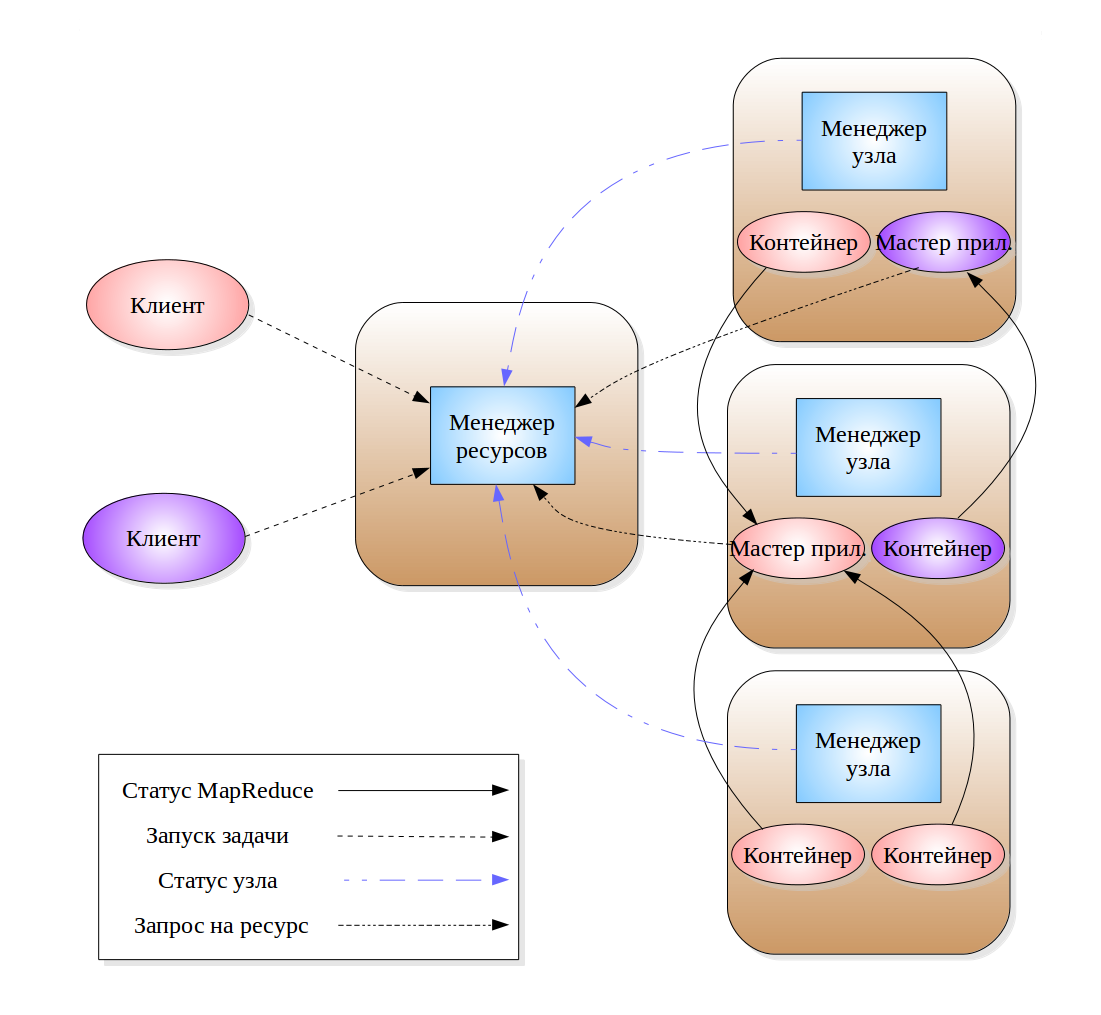 Менеджер
узла
Контейнер
Мастер прил.
Клиент
Менеджер
ресурсов
Клиент
Менеджер
узла
Мастер прил.
Контейнер
Менеджер
узла
Контейнер
Контейнер
Статус MapReduce
Запуск задачи
Статус узла
Запрос на ресурс